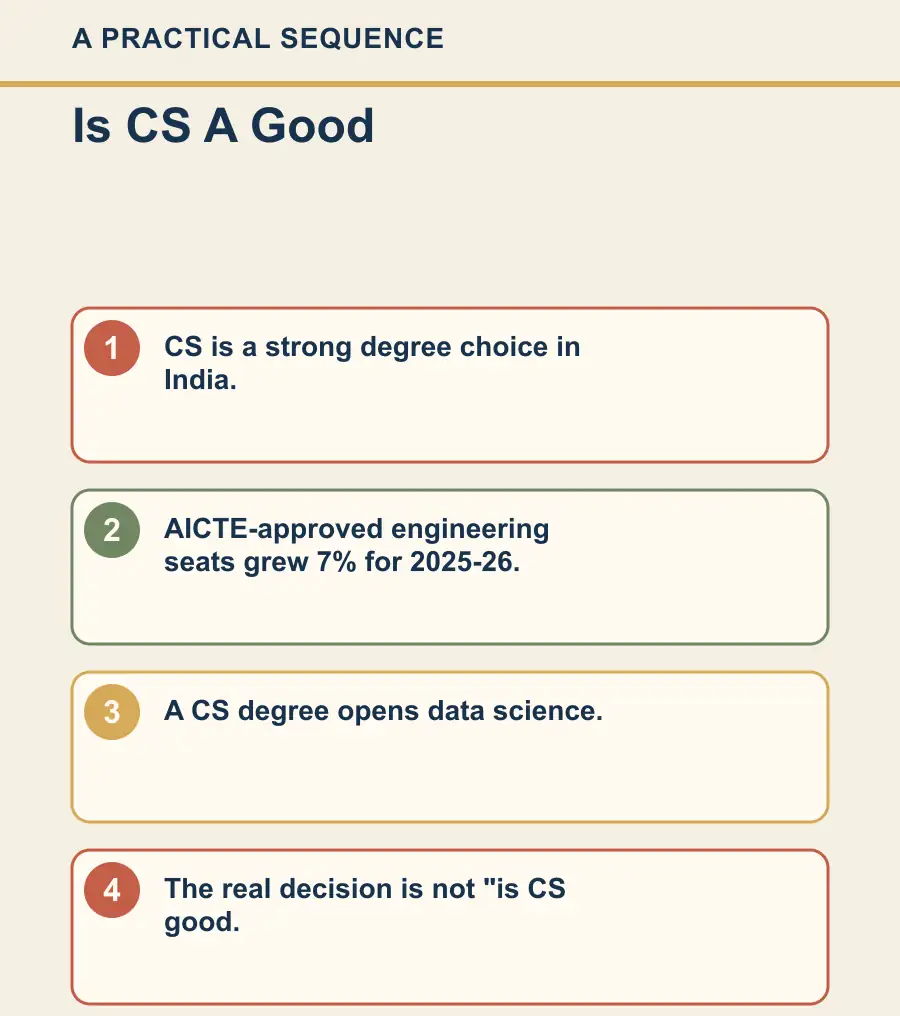 A PRACTICAL SEQUENCE
Is CS A Good
1
CS is a strong degree choice in
India.
2
AICTE-approved engineering
seats grew 7% for 2025-26.
3
A CS degree opens data science.
4
The real decision is not "is CS
good.